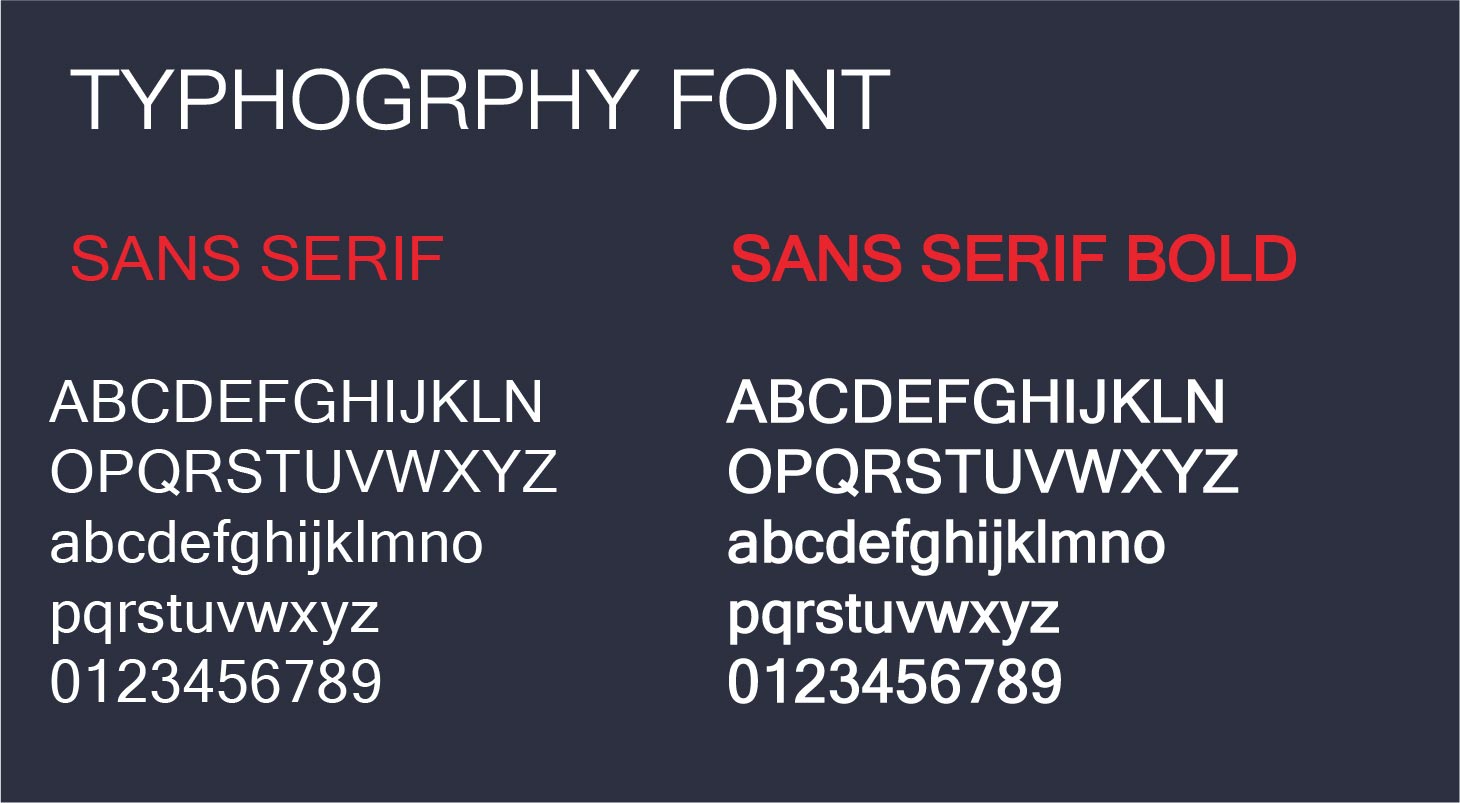 TYPHOGRPHY FONT
SANS SERIF
ABCDEFGHIJKLN
OPQRSTUVWXYZ
abcdefghijklmno
pqrstuvwxyz
0123456789
SANS SERIF BOLD
ABCDEFGHIJKLN
OPQRSTUVWXYZ
abcdefghijklmno
pqrstuvwxyz
0123456789